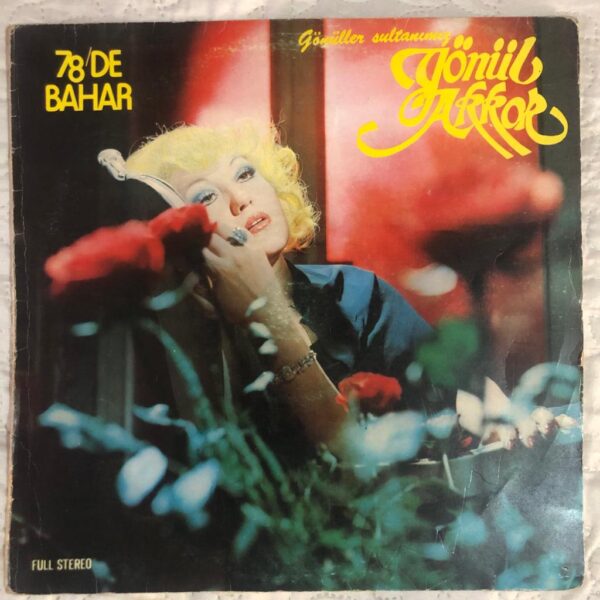 78'DE
BAHAR
Gönüller sultanımız
Gönül
Akkor
FULL STEREO